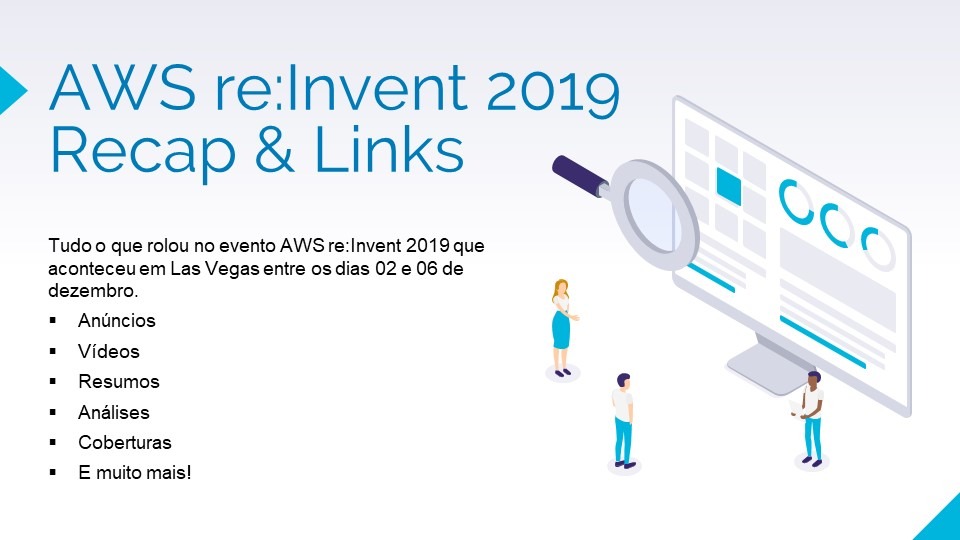 AWS re:Invent 2019
Recap & Links
Tudo o que rolou no evento AWS re:Invent 2019 que
aconteceu em Las Vegas entre os dias 02 e 06 de
dezembro.
▪ Anúncios
▪ Vídeos
▪ Resumos
▪ Análises
▪ Coberturas
▪ E muito mais!